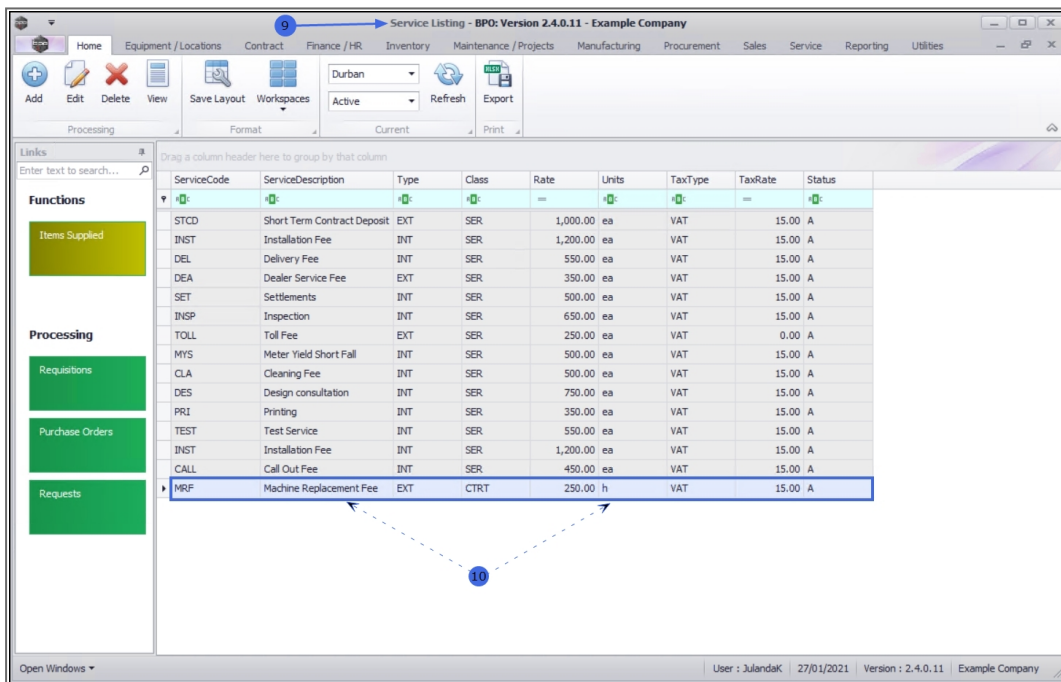 9
Service Listing - BPO: Version 2.4.0.11 - Example Company
Home Equipment / Locations Contract Finance / HR Inventory Maintenance / Projects Manufacturing Procurement Sales Service Reporting Utilities
Add Edit Delete View Save Layout Workspaces Durban Active Refresh Export
Processing Format Current Print
Links
Enter text to search...
Functions
Items Supplied
Processing
Requisitions
Purchase Orders
Requests
Drag a column header here to group by that column
ServiceCode ServiceDescription Type Class Rate Units TaxType TaxRate Status
STCD Short Term Contract Deposit EXT SER 1,000.00 ea VAT 15.00 A
INST Installation Fee INT SER 1,200.00 ea VAT 15.00 A
DEL Delivery Fee INT SER 550.00 ea VAT 15.00 A
DEA Dealer Service Fee EXT SER 350.00 ea VAT 15.00 A
SET Settlements INT SER 500.00 ea VAT 15.00 A
INSP Inspection INT SER 650.00 ea VAT 15.00 A
TOLL Toll Fee EXT SER 250.00 ea VAT 0.00 A
MYS Meter Yield Short Fall INT SER 500.00 ea VAT 15.00 A
CLA Cleaning Fee INT SER 500.00 ea VAT 15.00 A
DES Design consultation INT SER 750.00 ea VAT 15.00 A
PRI Printing INT SER 350.00 ea VAT 15.00 A
TEST Test Service INT SER 550.00 ea VAT 15.00 A
INST Installation Fee INT SER 1,200.00 ea VAT 15.00 A
CALL Call Out Fee INT SER 450.00 ea VAT 15.00 A
MRF Machine Replacement Fee EXT CTRT 250.00 h VAT 15.00 A
10
Open Windows User : JulandaK 27/01/2021 Version : 2.4.0.11 Example Company